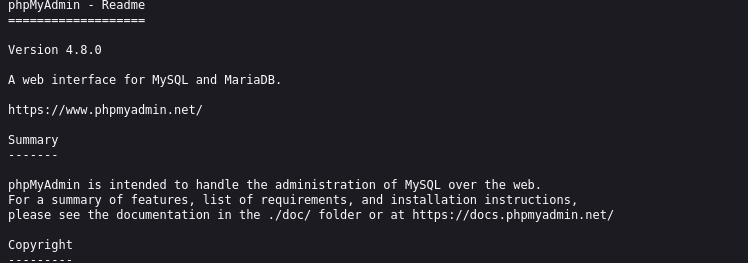 phpMyAdmin - Readme
===================
Version 4.8.0
A web interface for MySQL and MariaDB.
https://www.phpmyadmin.net/
Summary
-------
phpMyAdmin is intended to handle the administration of MySQL over the web.
For a summary of features, list of requirements, and installation instructions,
please see the documentation in the ./doc/ folder or at https://docs.phpmyadmin.net/
Copyright
---------